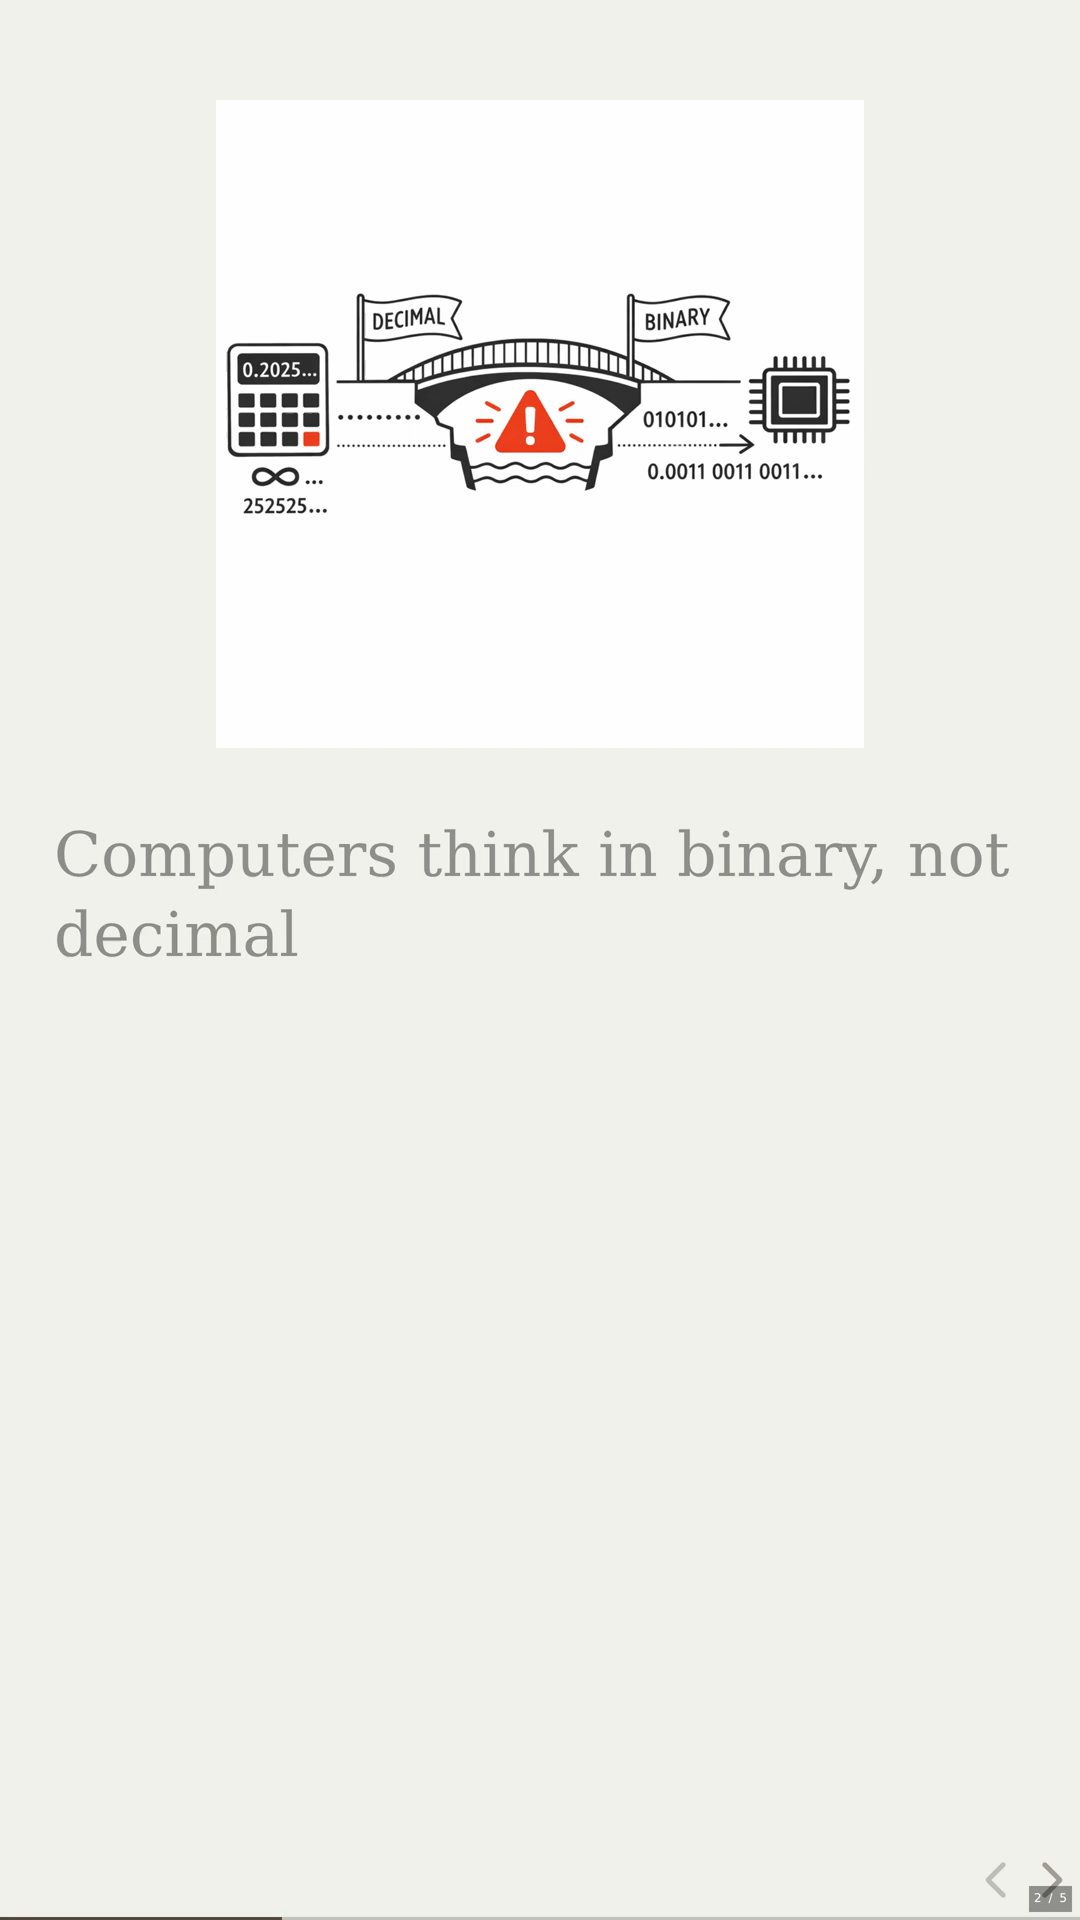 DECIMAL
BINARY
0.2025...
010101...
0.0011 0011 0011...
∞...
252525...
Computers think in binary, not
decimal
2 / 5